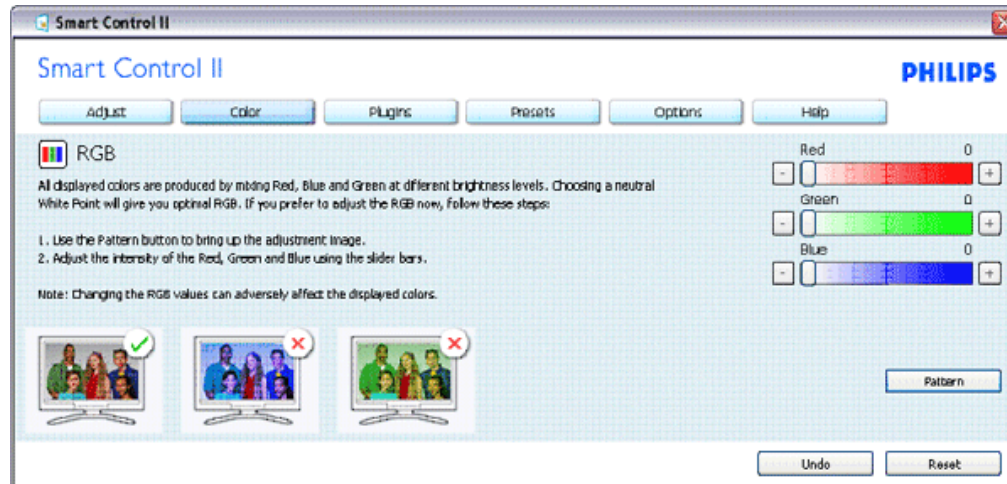 Smart Control II
Smart Control II
PHILIPS
Adjust Color Plugins Presets Options Help
RGB
All displayed colors are produced by mixing Red, Blue and Green at different brightness levels. Choosing a neutral
White Point will give you optimal RGB. If you prefer to adjust the RGB now, follow these steps:
1. Use the Pattern button to bring up the adjustment image.
2. Adjust the intensity of the Red, Green and Blue using the slider bars.
Note: Changing the RGB values can adversely affect the displayed colors.
Red 0
- +
Green 0
- +
Blue 0
- +
Pattern
Undo Reset